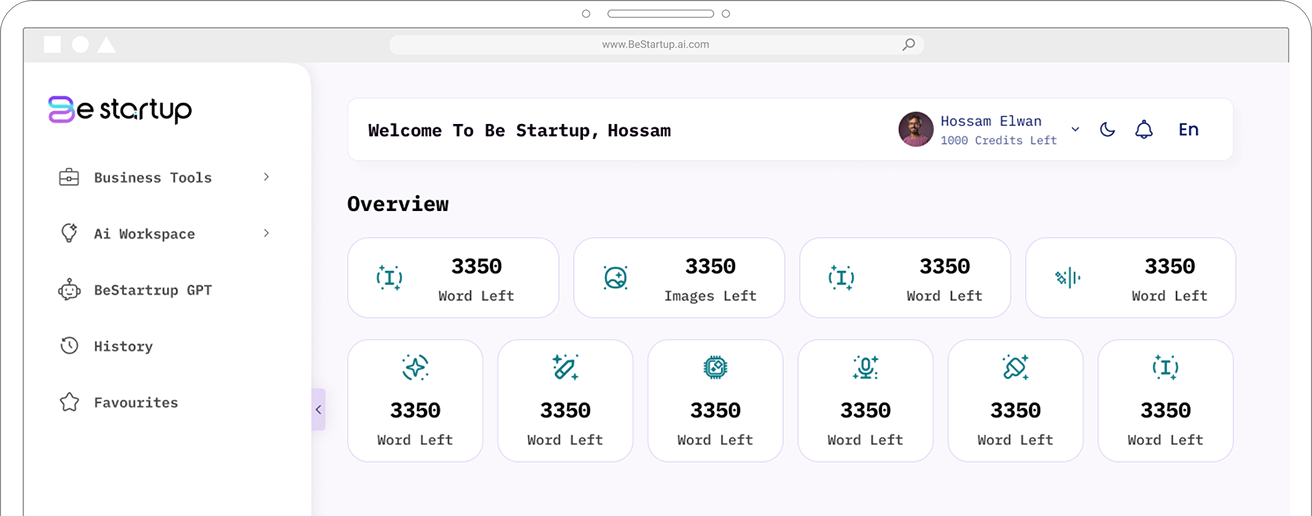 www.BeStartup.ai.com
Be startup
Business Tools
Ai Workspace
BeStartrup GPT
History
Favourites
Welcome To Be Startup, Hossam
Hossam Elwan
1000 Credits Left
En
Overview
3350
Word Left
3350
Images Left
3350
Word Left
3350
Word Left
3350
Word Left
3350
Word Left
3350
Word Left
3350
Word Left
3350
Word Left
3350
Word Left